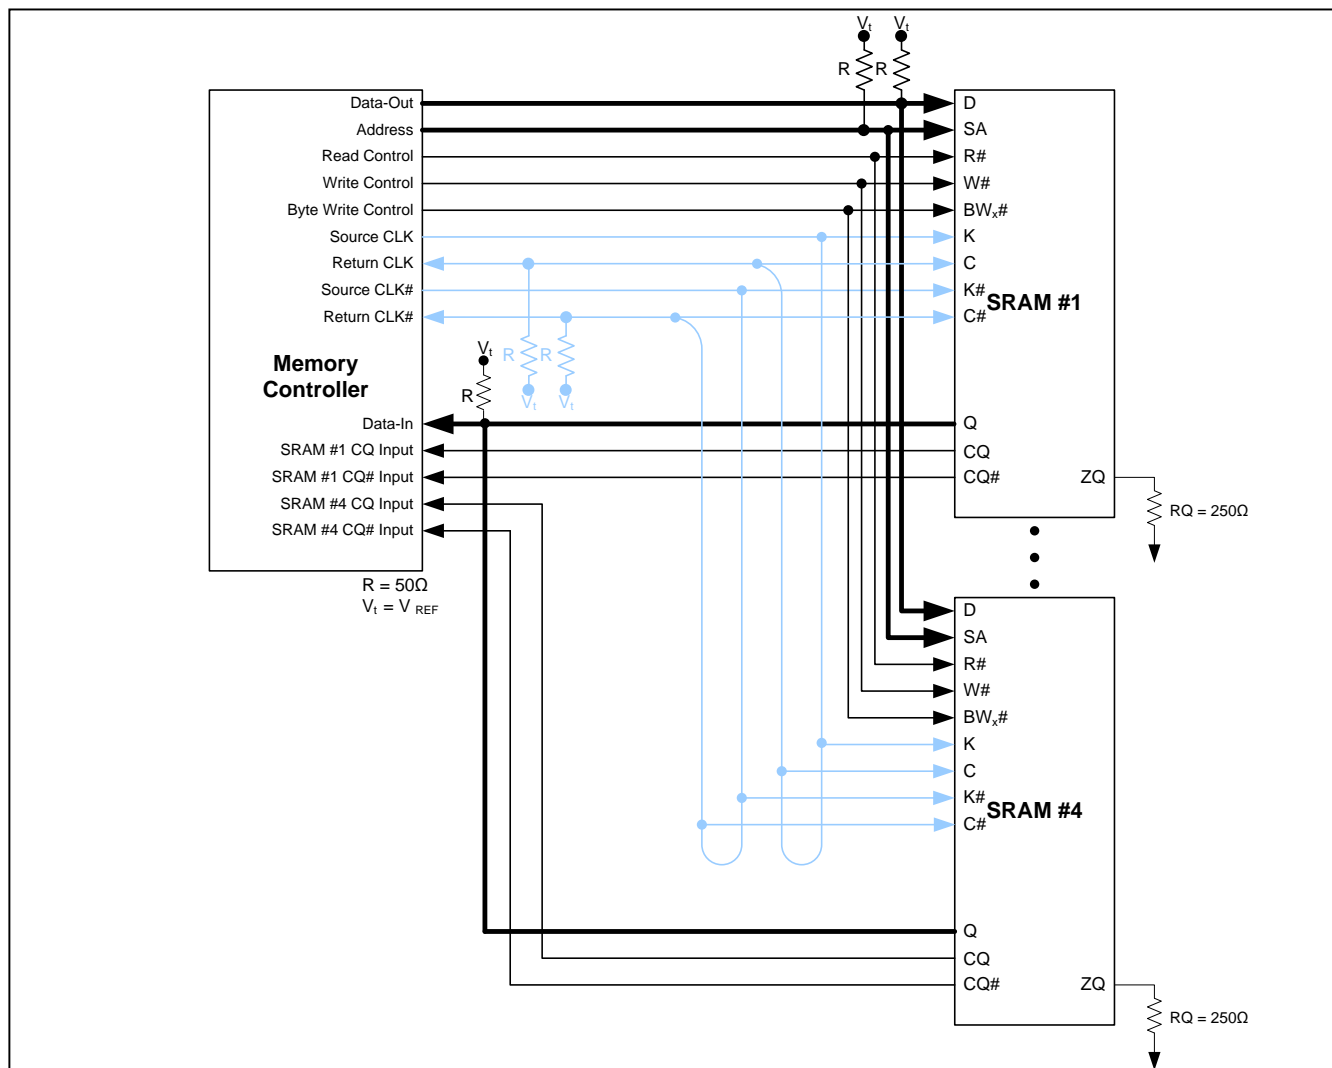 Vt Vt
R R
Data-Out
Address
Read Control
Write Control
Byte Write Control
Source CLK
Return CLK
Source CLK#
Return CLK#
Memory
Controller
Data-In
SRAM #1 CQ Input
SRAM #1 CQ# Input
SRAM #4 CQ Input
SRAM #4 CQ# Input
R = 50Ω
Vt = V REF
Vt
R
R R
Vt Vt
D
SA
R#
W#
BWx#
K
C
K#
C#
SRAM #1
Q
CQ
CQ#
ZQ
RQ = 250Ω
D
SA
R#
W#
BWx#
K
C
K#
C#
SRAM #4
Q
CQ
CQ#
ZQ
RQ = 250Ω